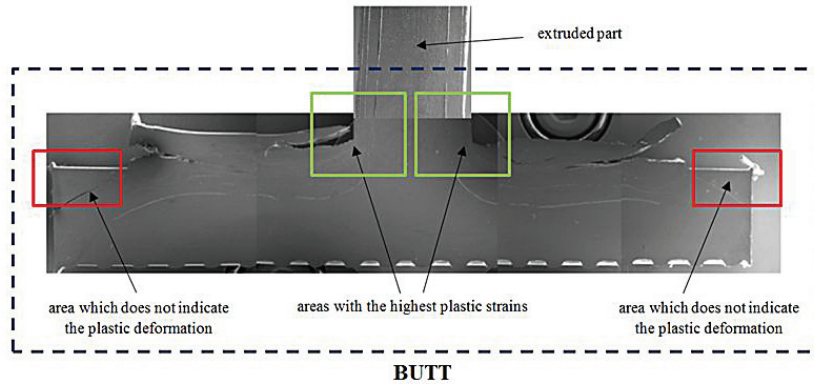 extruded part
area which does not indicate
the plastic deformation
areas with the highest plastic strains
area which does not indicate
the plastic deformation
BUTT